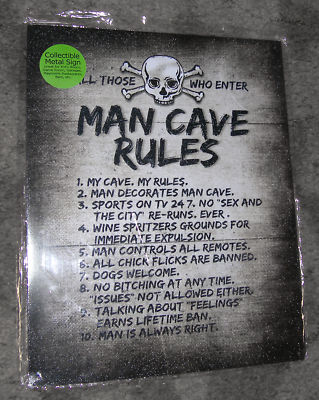 Collectible
Metal Sign
ALL THOSE WHO ENTER
MAN CAVE
RULES
1. MY CAVE. MY RULES.
2. MAN DECORATES MAN CAVE.
3. SPORTS ON TV 24 7. NO "SEX AND
THE CITY" RE-RUNS. EVER.
4. WINE SPRITZERS GROUNDS FOR
IMMEDIATE EXPULSION.
5. MAN CONTROLS ALL REMOTES.
6. ALL CHICK FLICKS ARE BANNED.
7. DOGS WELCOME.
8. NO BITCHING AT ANY TIME.
"ISSUES" NOT ALLOWED EITHER.
9. TALKING ABOUT "FEELINGS"
EARNS LIFETIME BAN.
10. MAN IS ALWAYS RIGHT.